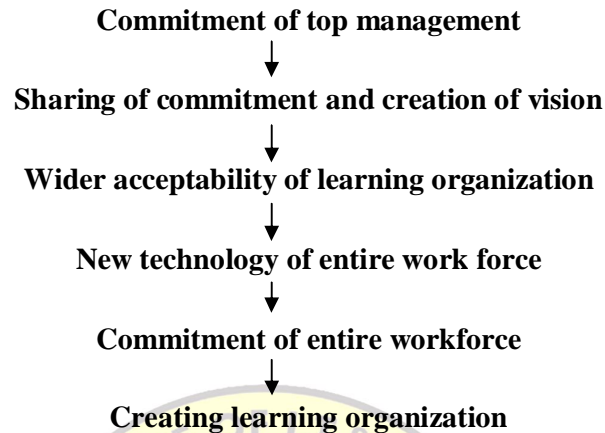 Commitment of top management
Sharing of commitment and creation of vision
Wider acceptability of learning organization
New technology of entire work force
Commitment of entire workforce
Creating learning organization